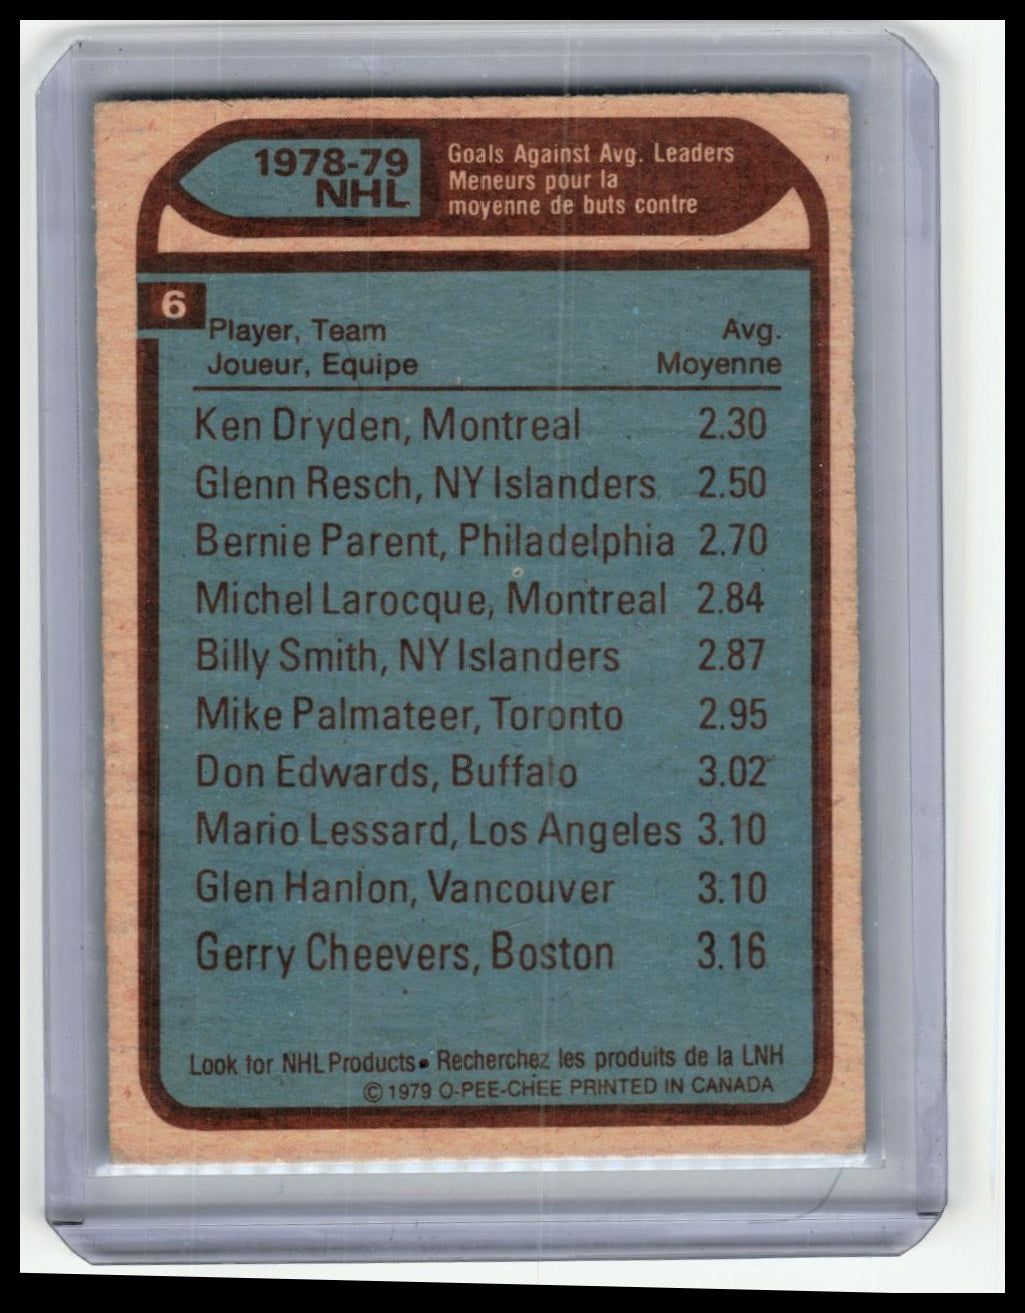 1978-79
NHL
Goals Against Avg. Leaders
Meneurs pour la
moyenne de buts contre
6
Player, Team Avg.
Joueur, Equipe Moyenne
Ken Dryden, Montreal 2.30
Glenn Resch, NY Islanders 2.50
Bernie Parent, Philadelphia 2.70
Michel Larocque, Montreal 2.84
Billy Smith, NY Islanders 2.87
Mike Palmateer, Toronto 2.95
Don Edwards, Buffalo 3.02
Mario Lessard, Los Angeles 3.10
Glen Hanlon, Vancouver 3.10
Gerry Cheevers, Boston 3.16
Look for NHL Products • Recherchez les produits de la LNH
© 1979 O-PEE-CHEE PRINTED IN CANADA